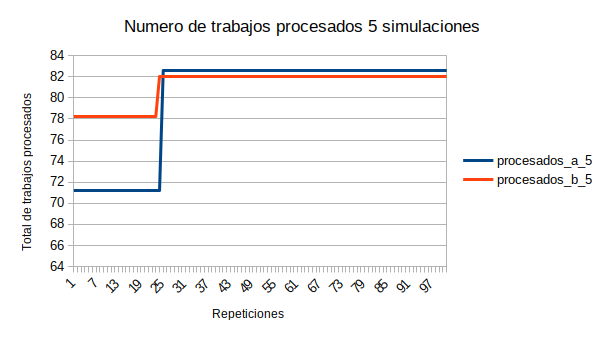 Numero de trabajos procesados 5 simulaciones
Total de trabajos procesados
84
82
80
78
76
74
72
70
68
66
64
1 7 13 19 25 31 37 43 49 55 61 67 73 79 85 91 97
Repeticiones
procesados_a_5
procesados_b_5